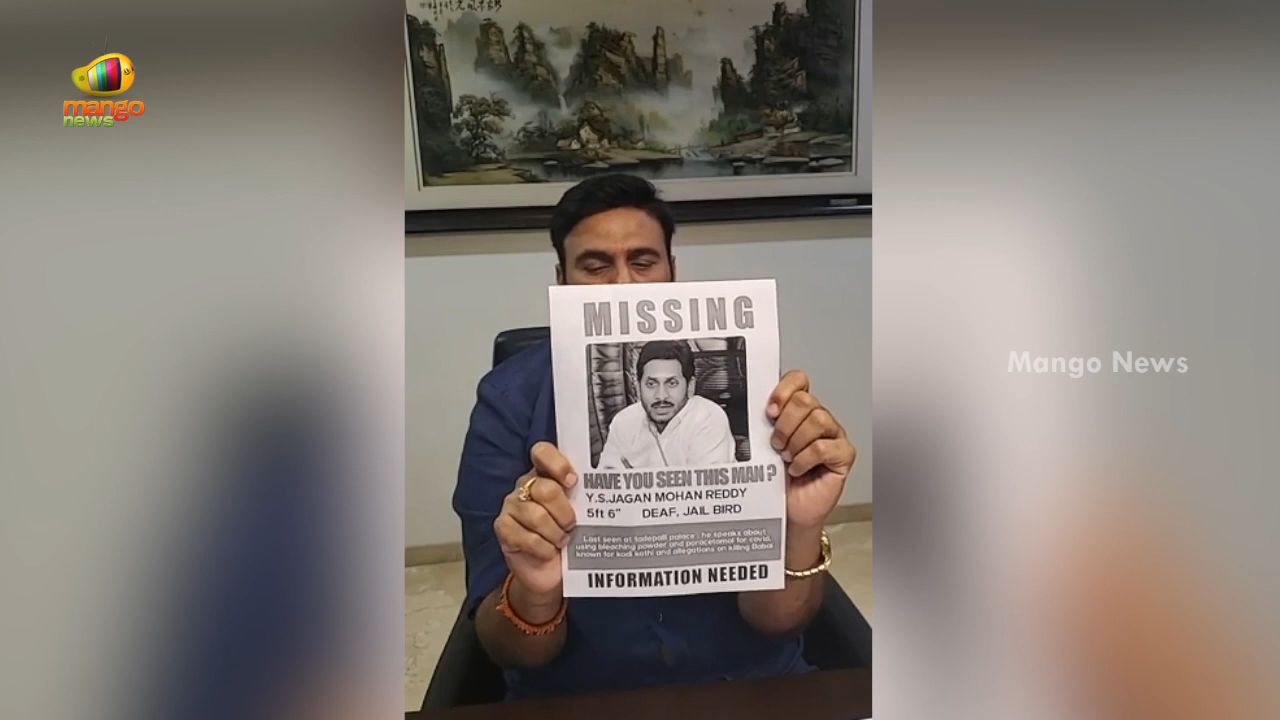 mango
news
MISSING
HAVE YOU SEEN THIS MAN ?
Y.S.JAGAN MOHAN REDDY
5ft 6" DEAF, JAIL BIRD
Last seen at tadepalli palace , he speaks about
using bleaching powder and paracetamol for covid,
known for kodi kathi and allegations on killing Babai
INFORMATION NEEDED
Mango News